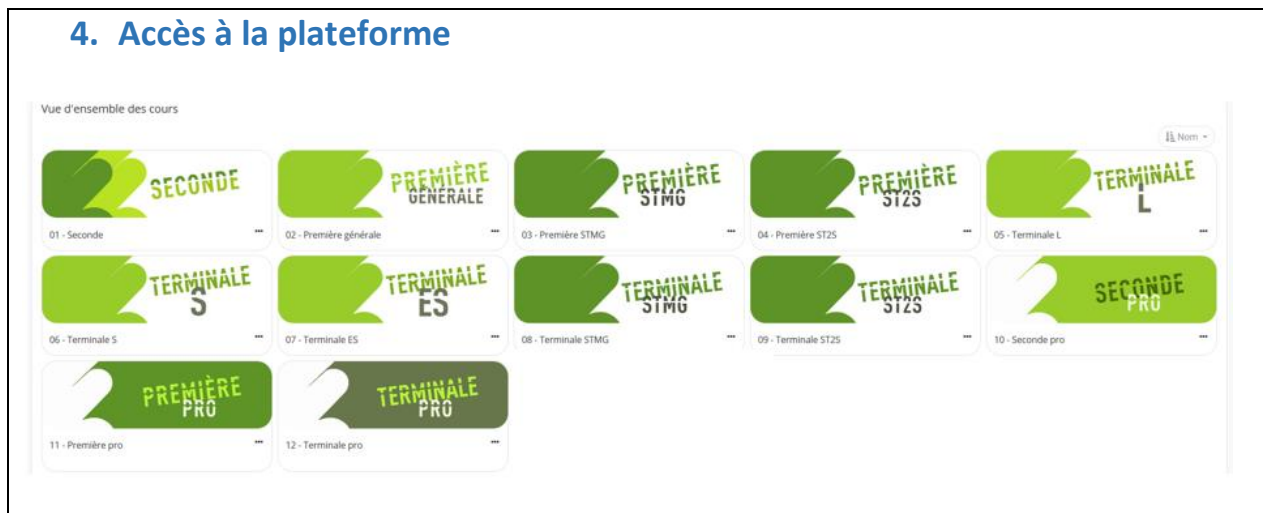 4. Accès à la plateforme
Vue d'ensemble des cours
Nom
SECONDE
01 - Seconde
PREMIÈRE
GÉNÉRALE
02 - Première générale
PREMIÈRE
STMG
03 - Première STMG
PREMIÈRE
ST2S
04 - Première ST2S
TERMINALE
L
05 - Terminale L
TERMINALE
S
06 - Terminale S
TERMINALE
ES
07 - Terminale ES
TERMINALE
STMG
08 - Terminale STMG
TERMINALE
ST2S
09 - Terminale ST2S
SECONDE
PRO
10 - Seconde pro
PREMIÈRE
PRO
11 - Première pro
TERMINALE
PRO
12 - Terminale pro